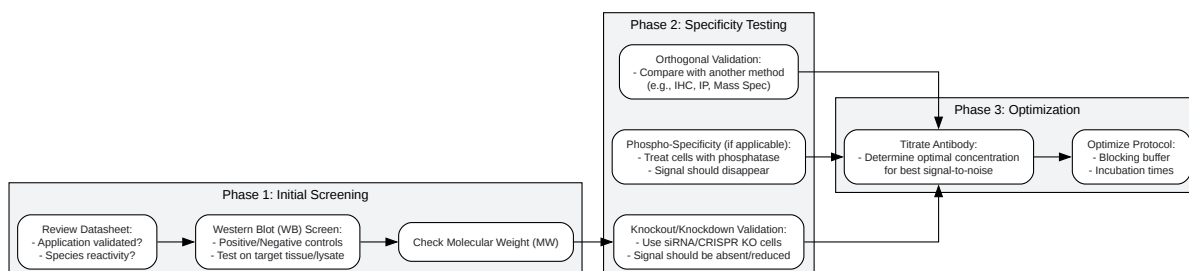 Phase 1: Initial Screening
Review Datasheet:
- Application validated?
- Species reactivity?
Western Blot (WB) Screen:
- Positive/Negative controls
- Test on target tissue/lysate
Check Molecular Weight (MW)
Phase 2: Specificity Testing
Orthogonal Validation:
- Compare with another method
(e.g., IHC, IP, Mass Spec)
Phospho-Specificity (if applicable):
- Treat cells with phosphatase
- Signal should disappear
Knockout/Knockdown Validation:
- Use siRNA/CRISPR KO cells
- Signal should be absent/reduced
Phase 3: Optimization
Titrate Antibody:
- Determine optimal concentration
for best signal-to-noise
Optimize Protocol:
- Blocking buffer
- Incubation times